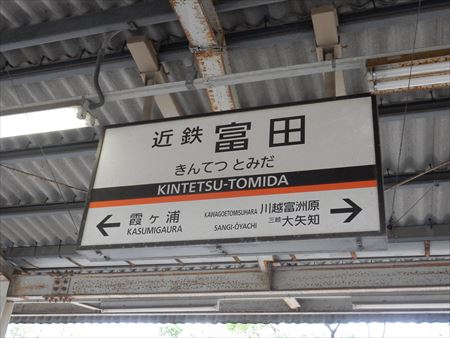 近鉄富田
きんてつとみだ
KINTETSU-TOMIDA
← 霞ヶ浦
KASUMIGAURA
KAWAGOETOMISUHARA 川越富洲原 →
SANGI-ŌYACHI 三岐 大矢知